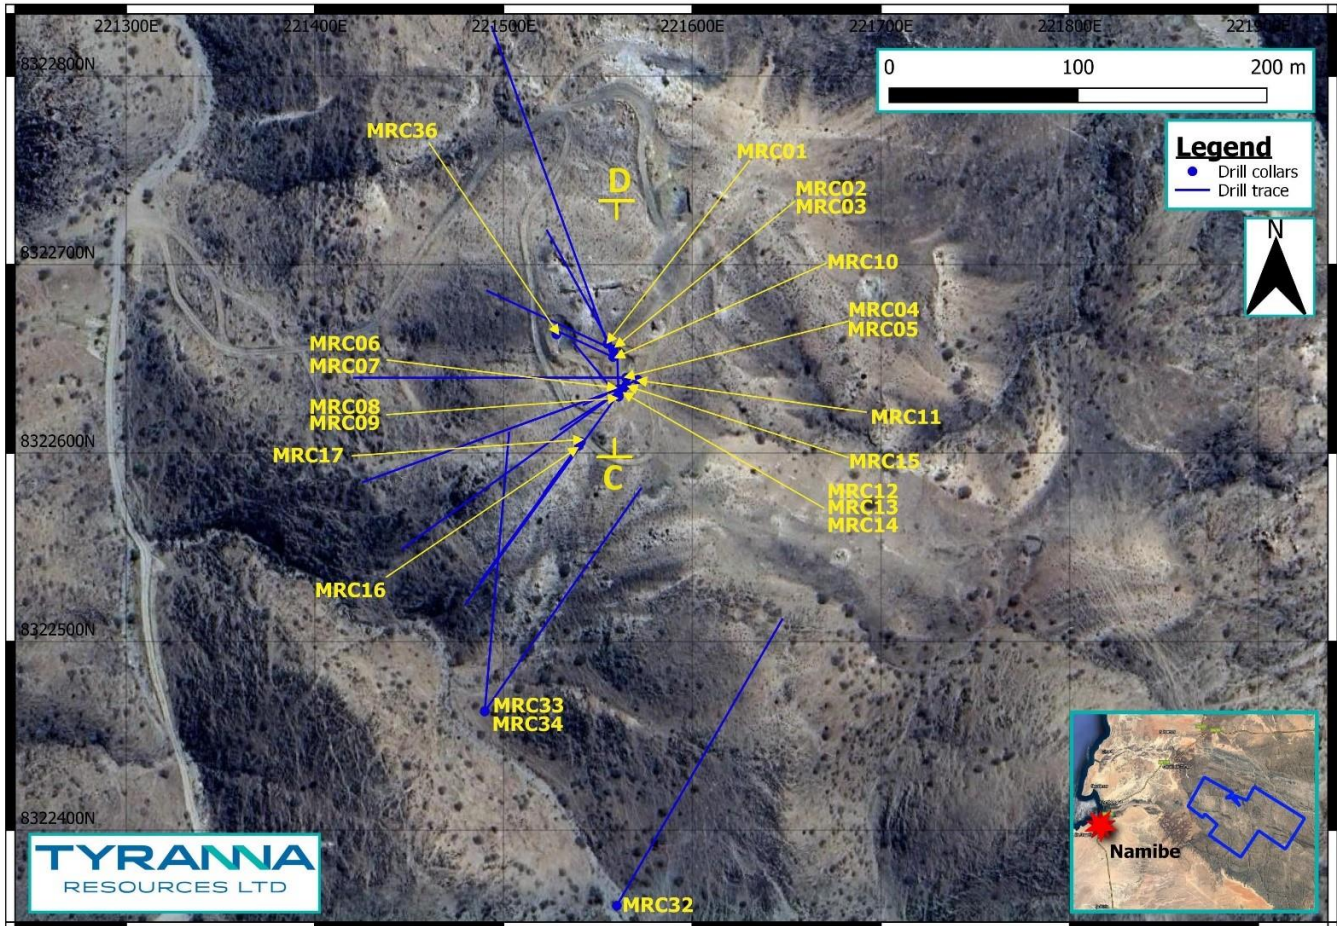 221300E 221400E 221500E 221600E 221700E 221800E 221900E
8322800N
8322700N
8322600N
8322500N
8322400N
0 100 200 m
Legend
Drill collars
Drill trace
N
MRC36
MRC01
D
MRC02
MRC03
MRC10
MRC04
MRC05
MRC06
MRC07
MRC08
MRC09
MRC11
MRC17
C
MRC15
MRC12
MRC13
MRC14
MRC16
MRC33
MRC34
MRC32
TYRANNA
RESOURCES LTD
Namibe